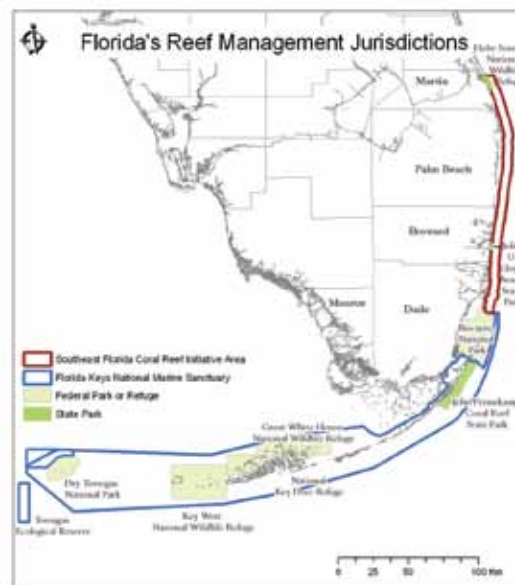 Florida's Reef Management Jurisdictions
National
Martin
Palm Beach
Broward
Monroe
Dade
Biscayne
National
Park
Southeast Florida Coral Reef Initiative Area
Florida Keys National Marine Sanctuary
Federal Park or Refuge
State Park
John Pennekamp
Coral Reef
State Park
Great White Heron
National Wildlife Refuge
Dry Tortugas
National Park
National
Key Deer Refuge
Key West
National Wildlife Refuge
Tortugas
Ecological Reserve
0
100 Km